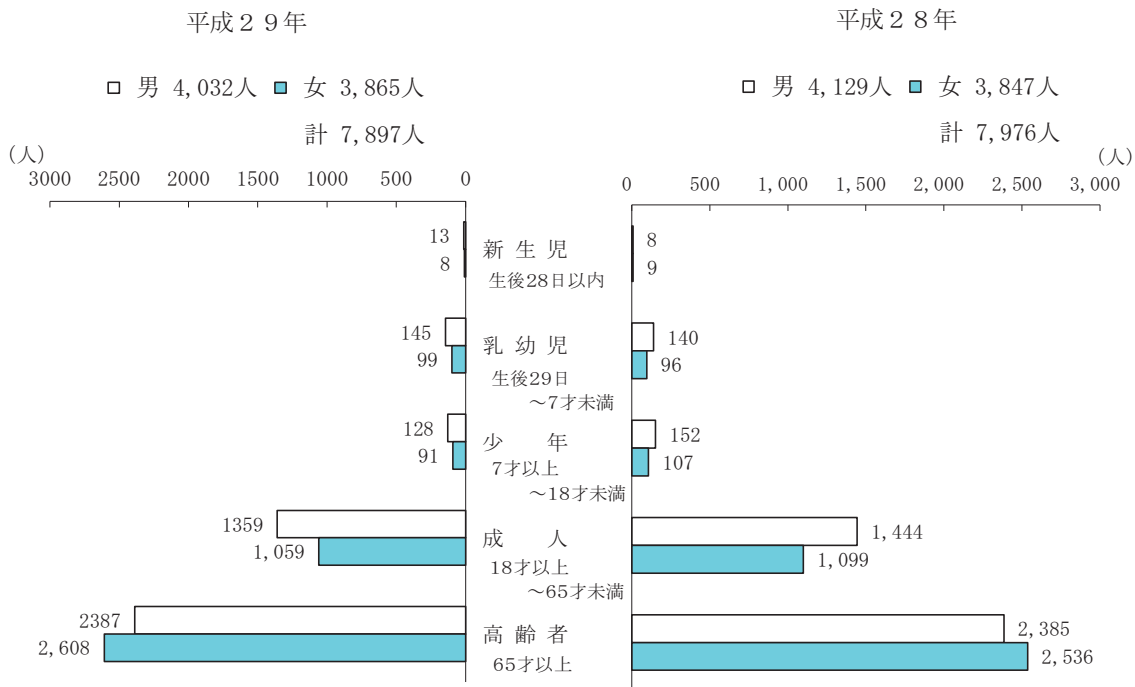 平成２９年
男 4,032人 女 3,865人
計 7,897人
(人)
3000 2500 2000 1500 1000 500 0
平成２８年
男 4,129人 女 3,847人
計 7,976人
(人)
0 500 1,000 1,500 2,000 2,500 3,000
13 新生児 8
8 9
生後28日以内
145 乳幼児 140
99 96
生後29日
～7才未満
128 少年 152
91 107
7才以上
～18才未満
1359 成人 1,444
1,059 1,099
18才以上
～65才未満
2387 高齢者 2,385
2,608 2,536
65才以上